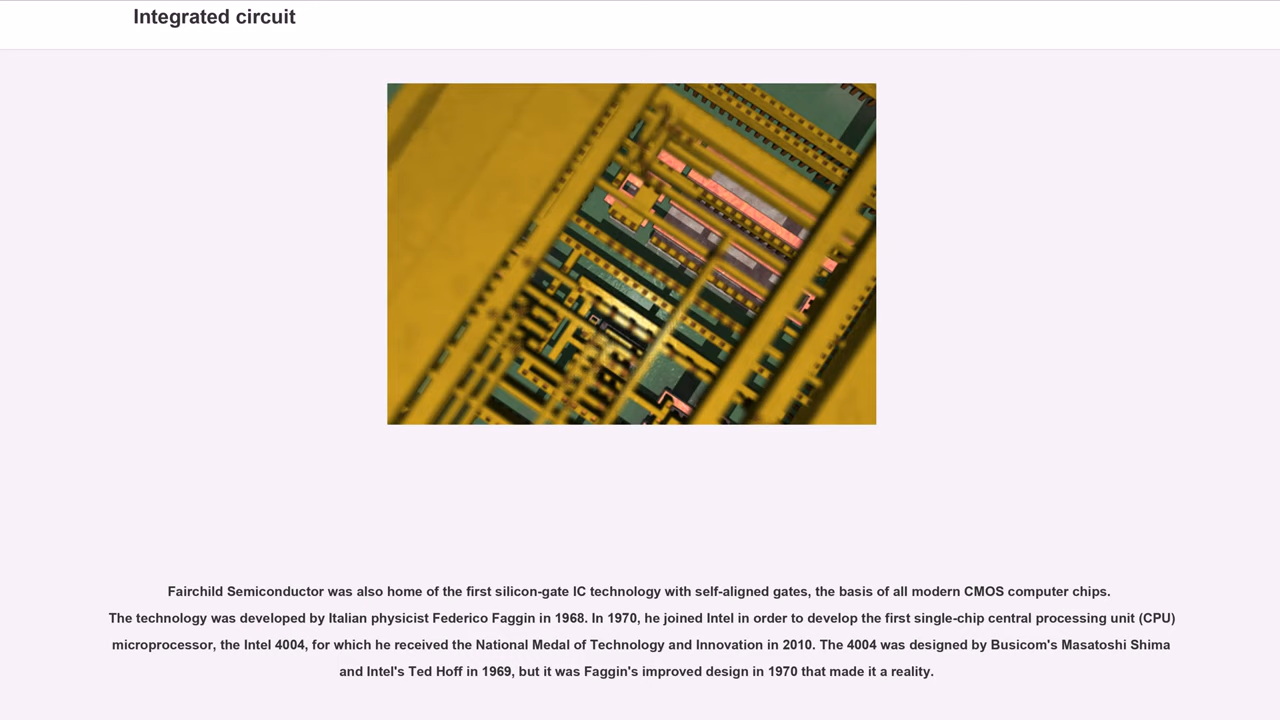 Integrated circuit
Fairchild Semiconductor was also home of the first silicon-gate IC technology with self-aligned gates, the basis of all modern CMOS computer chips.
The technology was developed by Italian physicist Federico Faggin in 1968. In 1970, he joined Intel in order to develop the first single-chip central processing unit (CPU)
microprocessor, the Intel 4004, for which he received the National Medal of Technology and Innovation in 2010. The 4004 was designed by Busicom's Masatoshi Shima
and Intel's Ted Hoff in 1969, but it was Faggin's improved design in 1970 that made it a reality.